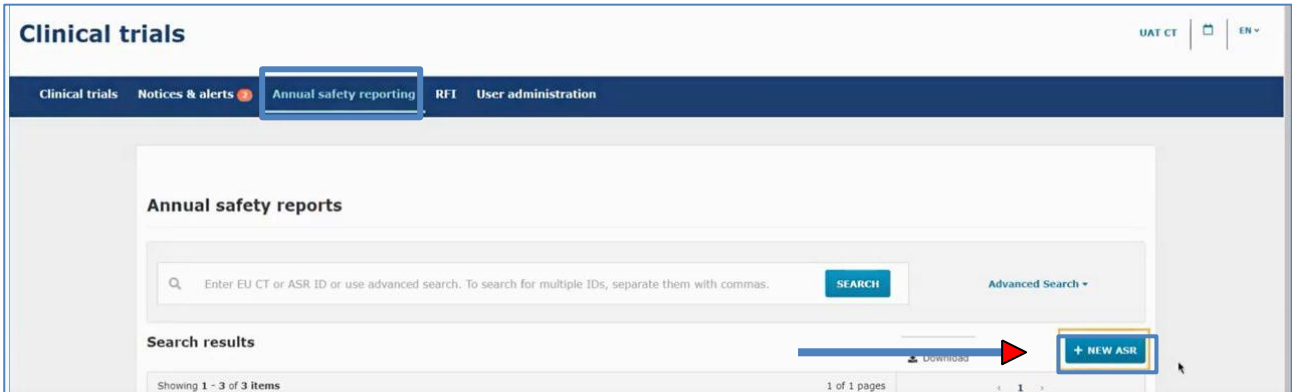 Clinical trials
UAT CT EN
Clinical trials Notices & alerts 3 Annual safety reporting RFI User administration
Annual safety reports
Enter EU CT or ASR ID or use advanced search. To search for multiple IDs, separate them with commas. SEARCH Advanced Search
Search results
Download + NEW ASR
Showing 1 - 3 of 3 items 1 of 1 pages ‹ 1 ›